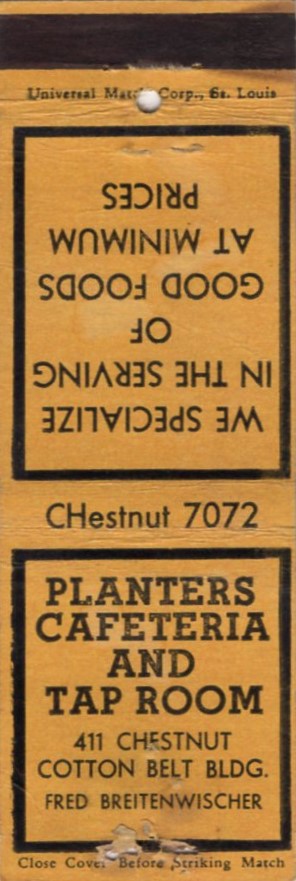 Universal Match Corp., St. Louis
WE SPECIALIZE
IN THE SERVING
OF
GOOD FOODS
AT MINIMUM
PRICES
CHestnut 7072
PLANTERS
CAFETERIA
AND
TAP ROOM
411 CHESTNUT
COTTON BELT BLDG.
FRED BREITENWISCHER
Close Cover Before Striking Match